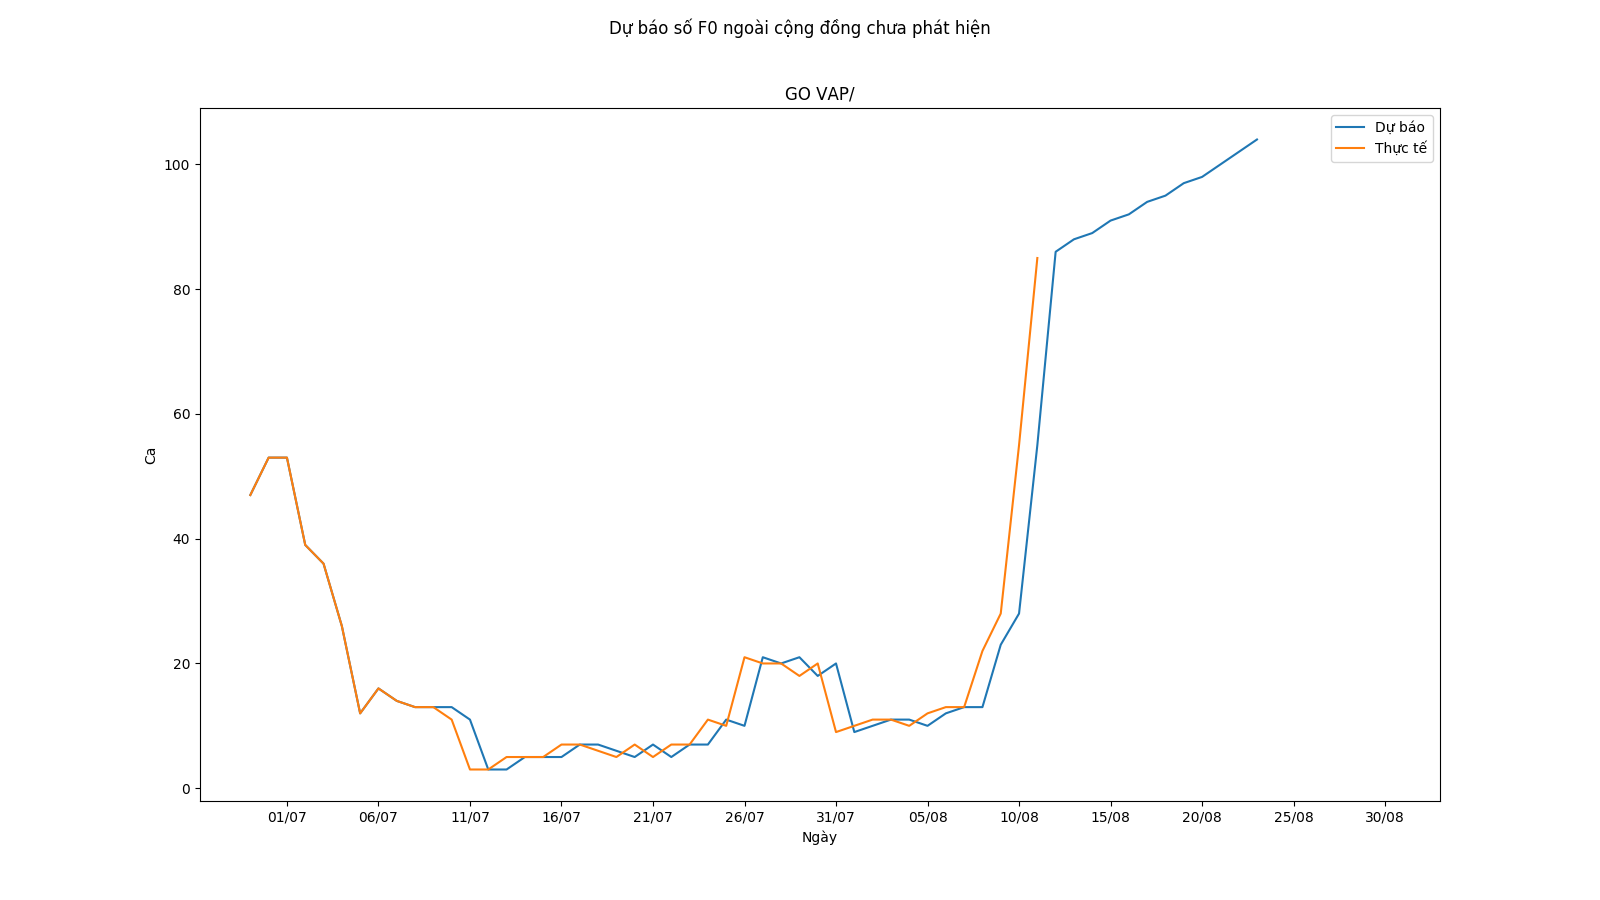 Dự báo số F0 ngoài cộng đồng chưa phát hiện
GO VAP/
Dự báo
Thực tế
100
80
60
40
20
0
Ca
01/07 06/07 11/07 16/07 21/07 26/07 31/07 05/08 10/08 15/08 20/08 25/08 30/08
Ngày